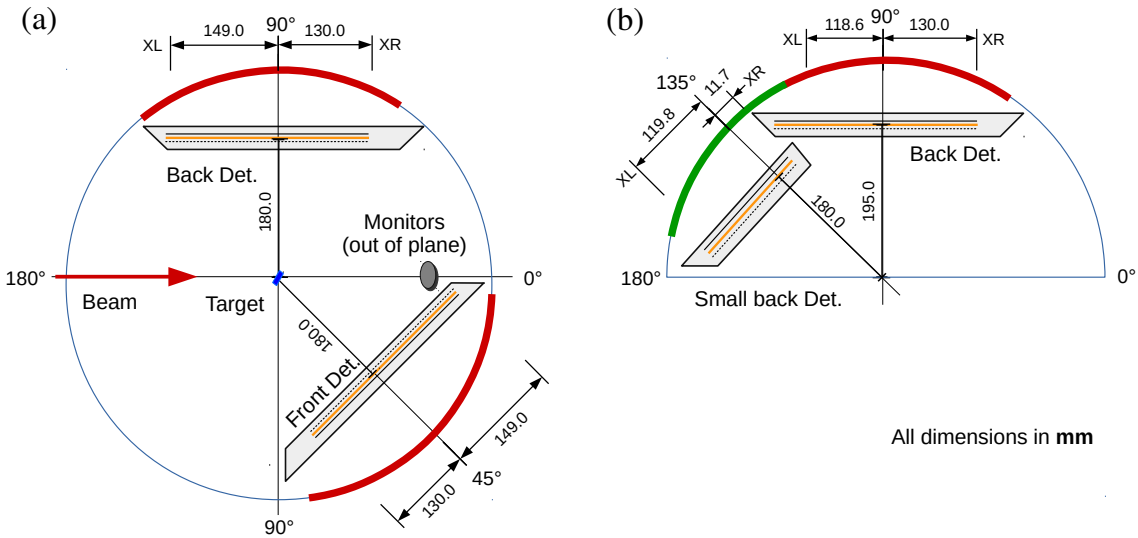 (a)
90°
149.0
130.0
XL
XR
Back Det.
180.0
Monitors
(out of plane)
180°
0°
Beam
Target
180.0
Front Det.
149.0
130.0
45°
90°
(b)
90°
118.6
130.0
XL
XR
135°
11.7
XR
119.8
XL
Back Det.
180.0
195.0
180°
0°
Small back Det.
All dimensions in mm